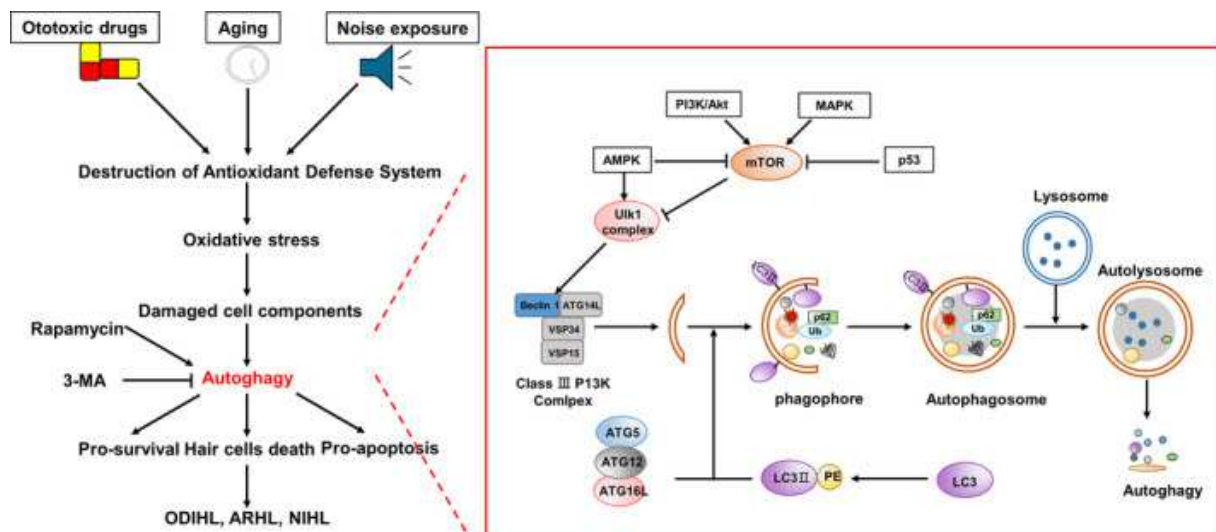 Ototoxic drugs
Aging
Noise exposure
Destruction of Antioxidant Defense System
Oxidative stress
Damaged cell components
Rapamycin
3-MA
Autoghagy
Pro-survival
Hair cells death
Pro-apoptosis
ODIHL, ARHL, NIHL
PI3K/Akt
MAPK
AMPK
mTOR
p53
Ulk1
complex
Beclin 1
ATG14L
VSP34
VSP15
Class Ⅲ P13K
Comlpex
p62
Ub
phagophore
p62
Ub
Autophagosome
Lysosome
Autolysosome
Autoghagy
ATG5
ATG12
ATG16L
LC3Ⅱ
PE
LC3